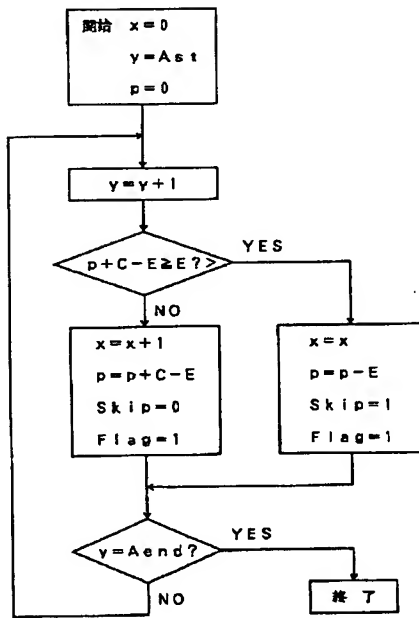 開始 x=0
y=Ast
p=0
y=y+1
p+C-E≧E?>
YES
NO
x=x+1
p=p+C-E
Skip=0
Flag=1
x=x
p=p-E
Skip=1
Flag=1
y=Aend?
YES
NO
終了